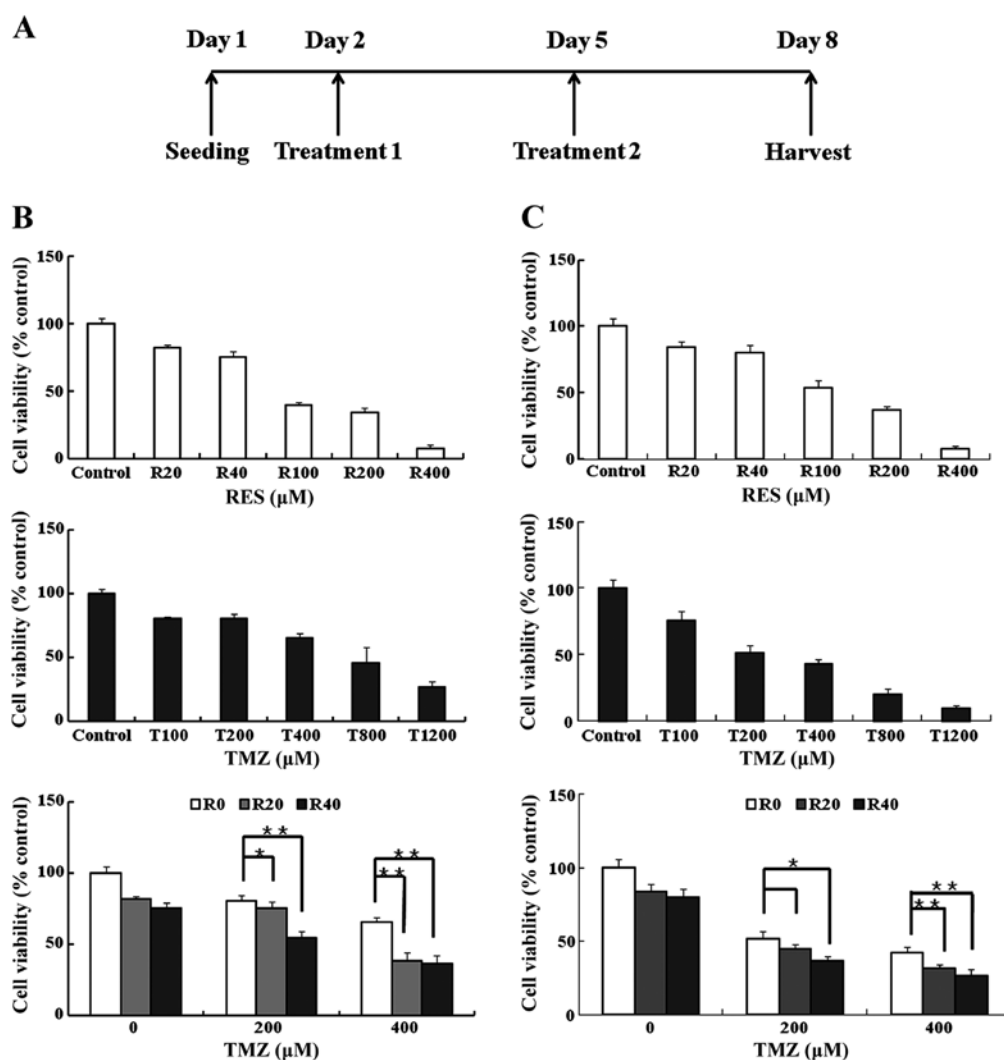 A
Day 1 Day 2 Day 5 Day 8
Seeding Treatment 1 Treatment 2 Harvest
B
Cell viability (% control)
150
100
50
0
Control R20 R40 R100 R200 R400
RES (µM)
Cell viability (% control)
150
100
50
0
Control T100 T200 T400 T800 T1200
TMZ (µM)
Cell viability (% control)
150
100
50
0
R0 R20 R40
** 
*
**
**
0 200 400
TMZ (µM)
C
Cell viability (% control)
150
100
50
0
Control R20 R40 R100 R200 R400
RES (µM)
Cell viability (% control)
150
100
50
0
Control T100 T200 T400 T800 T1200
TMZ (µM)
Cell viability (% control)
150
100
50
0
R0 R20 R40
*
**
**
0 200 400
TMZ (µM)